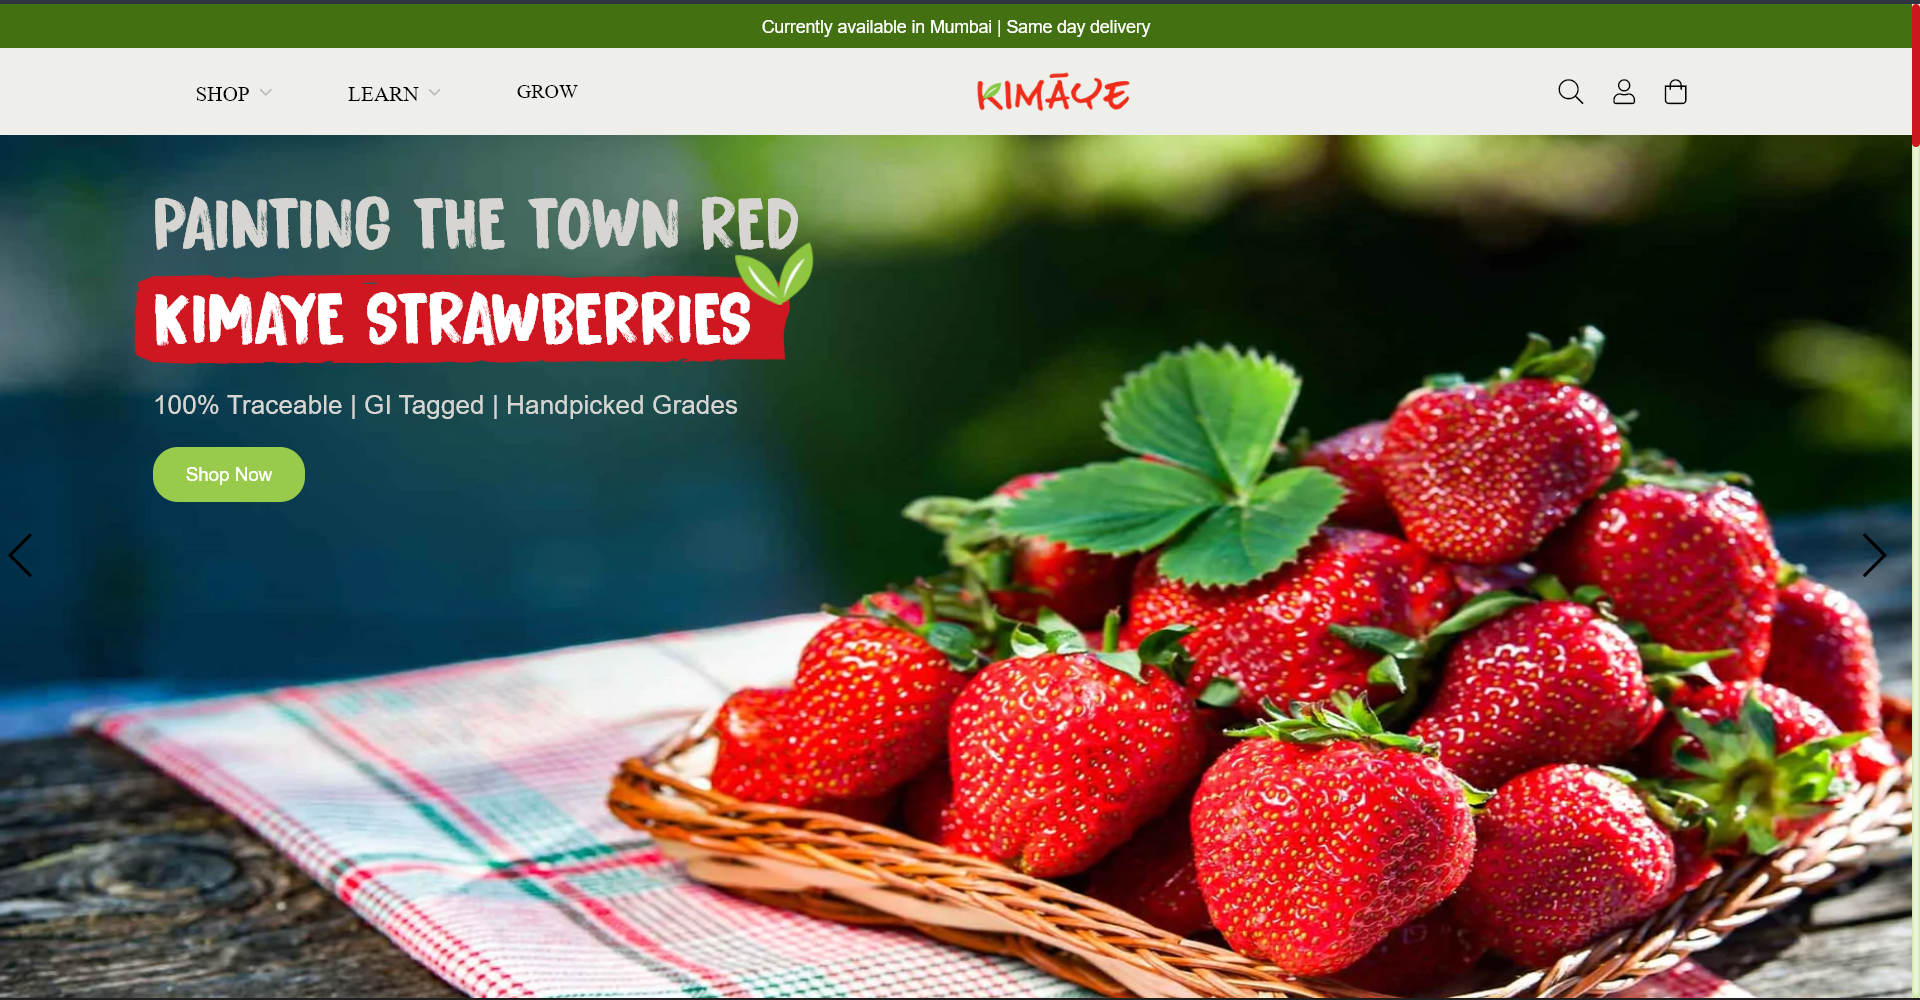 Currently available in Mumbai | Same day delivery
SHOP
LEARN
GROW
KIMĀYE
PAINTING THE TOWN RED
KIMAYE STRAWBERRIES
100% Traceable | GI Tagged | Handpicked Grades
Shop Now